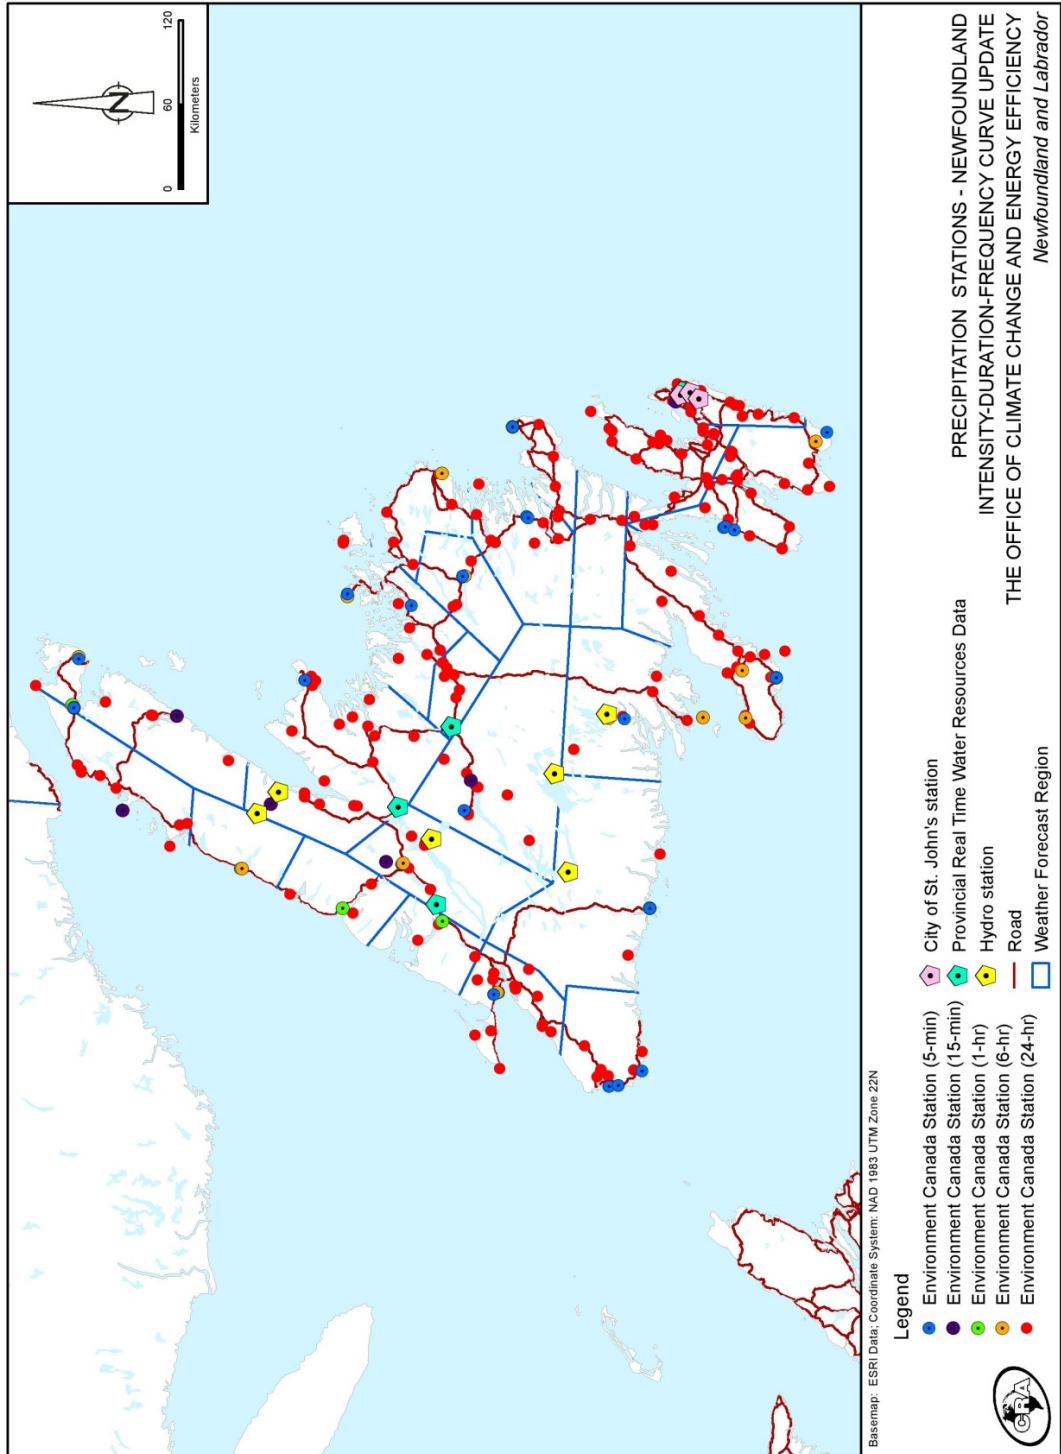 N
0 60 120
Kilometers
Basemap: ESRI Data; Coordinate System: NAD 1983 UTM Zone 22N
Legend
Environment Canada Station (5-min)
Environment Canada Station (15-min)
Environment Canada Station (1-hr)
Environment Canada Station (6-hr)
Environment Canada Station (24-hr)
City of St. John's station
Provincial Real Time Water Resources Data
Hydro station
Road
Weather Forecast Region
PRECIPITATION STATIONS - NEWFOUNDLAND
INTENSITY-DURATION-FREQUENCY CURVE UPDATE
THE OFFICE OF CLIMATE CHANGE AND ENERGY EFFICIENCY
Newfoundland and Labrador
CRA